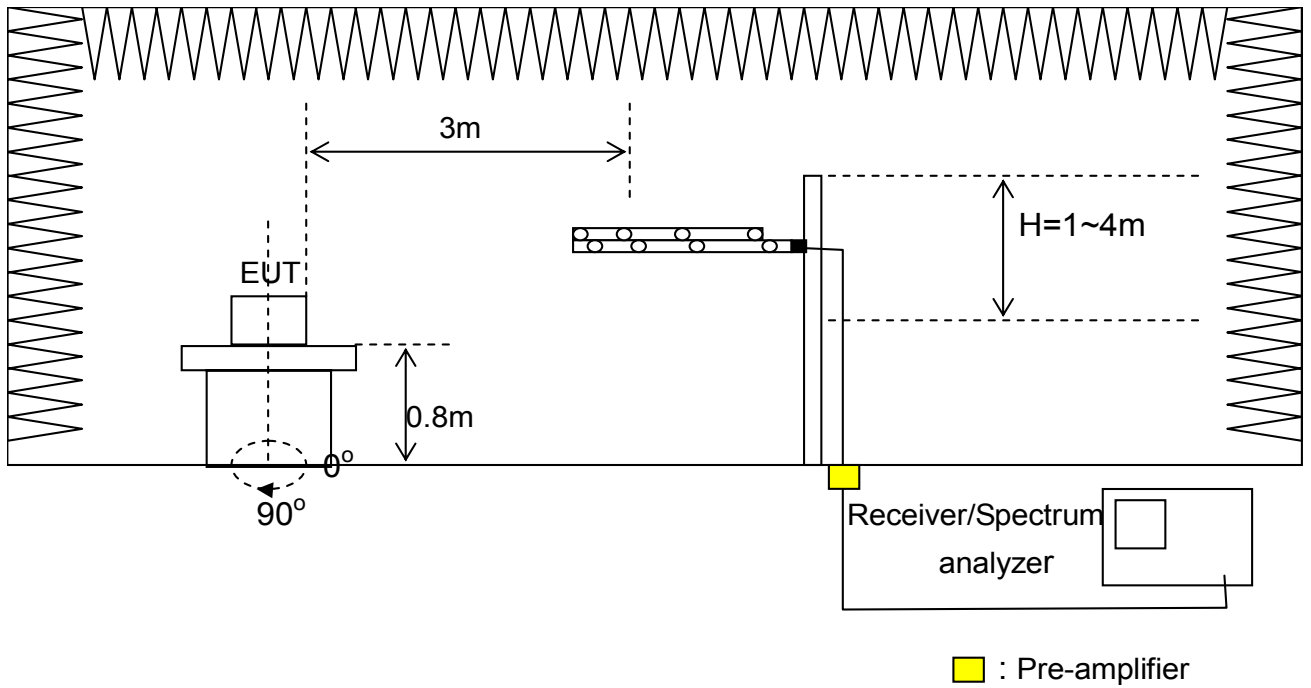 3m
H=1~4m
EUT
0.8m
0°
90°
Receiver/Spectrum
analyzer
: Pre-amplifier